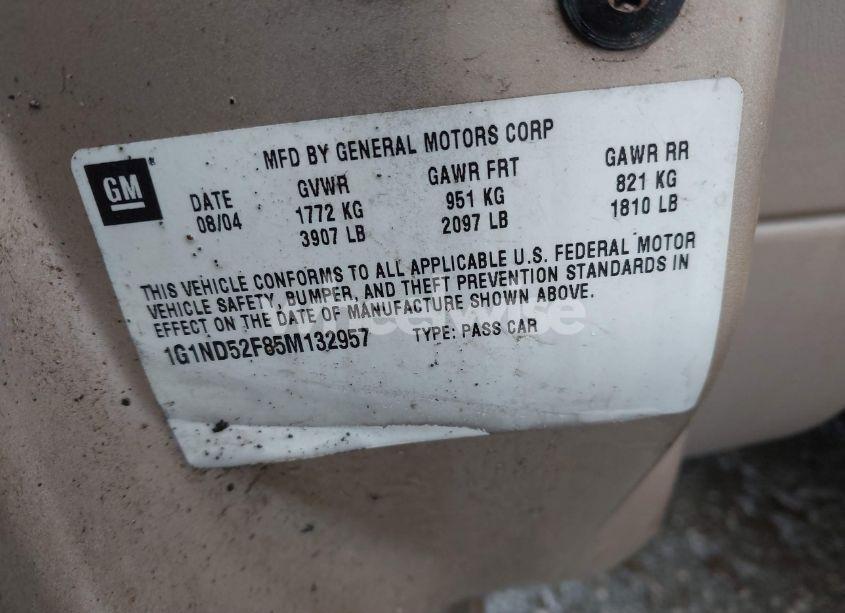 MFD BY GENERAL MOTORS CORP
GM
DATE GVWR GAWR FRT GAWR RR
08/04 1772 KG 951 KG 821 KG
3907 LB 2097 LB 1810 LB
THIS VEHICLE CONFORMS TO ALL APPLICABLE U.S. FEDERAL MOTOR
VEHICLE SAFETY, BUMPER, AND THEFT PREVENTION STANDARDS IN
EFFECT ON THE DATE OF MANUFACTURE SHOWN ABOVE.
wheelwise
1G1ND52F85M132957 TYPE: PASS CAR